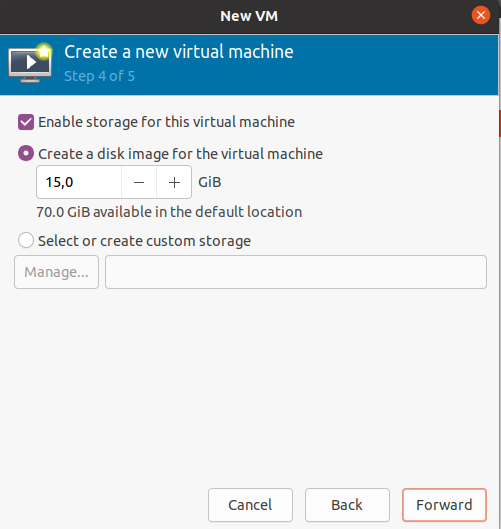 New VM
Create a new virtual machine
Step 4 of 5
Enable storage for this virtual machine
Create a disk image for the virtual machine
15,0 GiB
70.0 GiB available in the default location
Select or create custom storage
Manage...
Cancel Back Forward